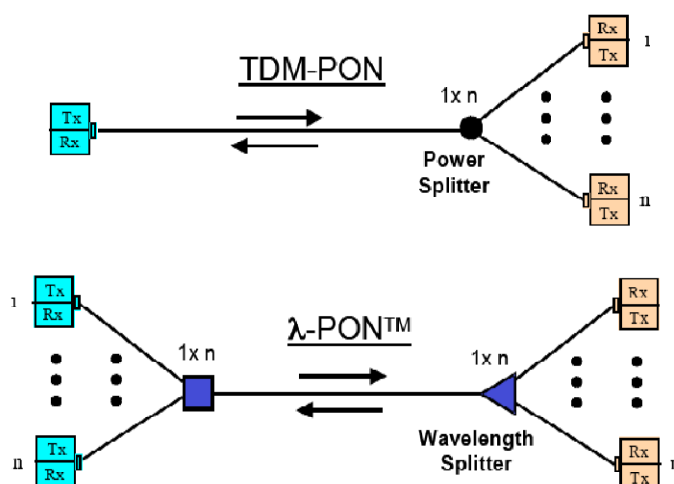 TDM-PON
Tx
Rx
1x n
Power
Splitter
Rx
Tx
1
Rx
Tx
n
λ-PON™
1
Tx
Rx
n
Tx
Rx
1x n
1x n
Wavelength
Splitter
Rx
Tx
Rx
Tx